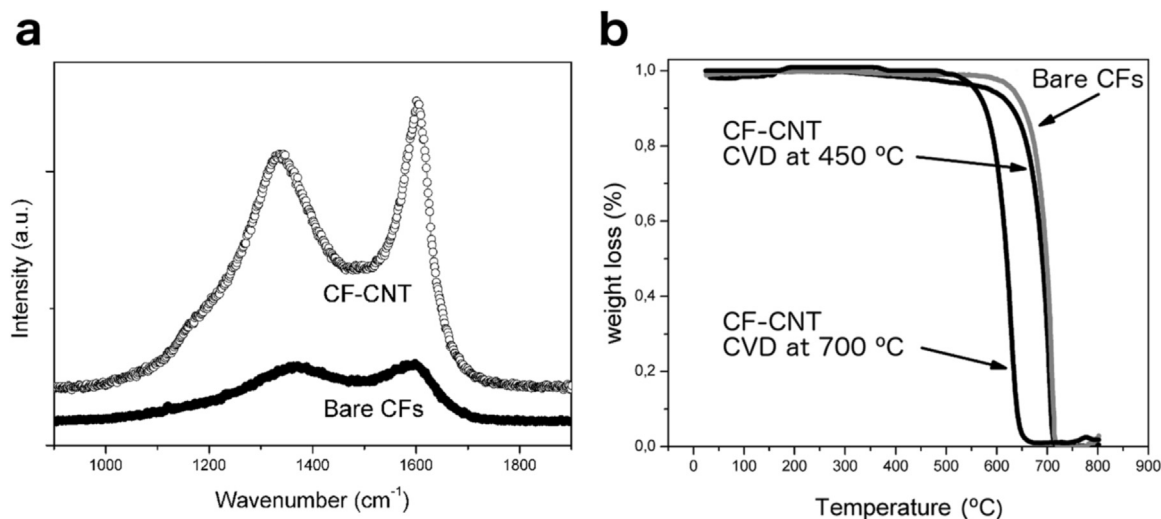 a
Intensity (a.u.)
CF-CNT
Bare CFs
1000 1200 1400 1600 1800
Wavenumber (cm⁻¹)
b
weight loss (%)
1,0
0,8
0,6
0,4
0,2
0,0
Bare CFs
CF-CNT
CVD at 450 ºC
CF-CNT
CVD at 700 ºC
0 100 200 300 400 500 600 700 800 900
Temperature (ºC)